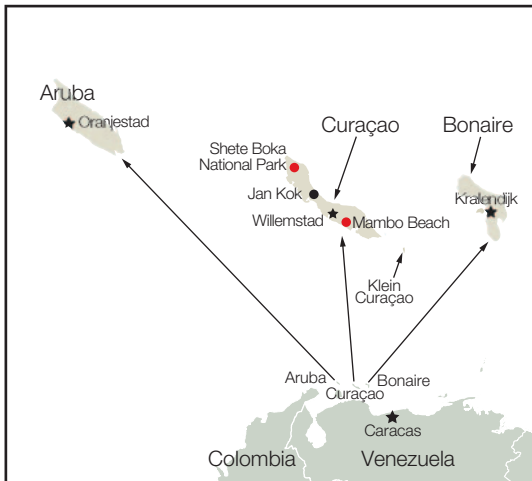 Aruba
Oranjestad
Curaçao
Bonaire
Shete Boka
National Park
Jan Kok
Willemstad
Mambo Beach
Kralendijk
Klein
Curaçao
Aruba
Bonaire
Curaçao
Caracas
Colombia
Venezuela